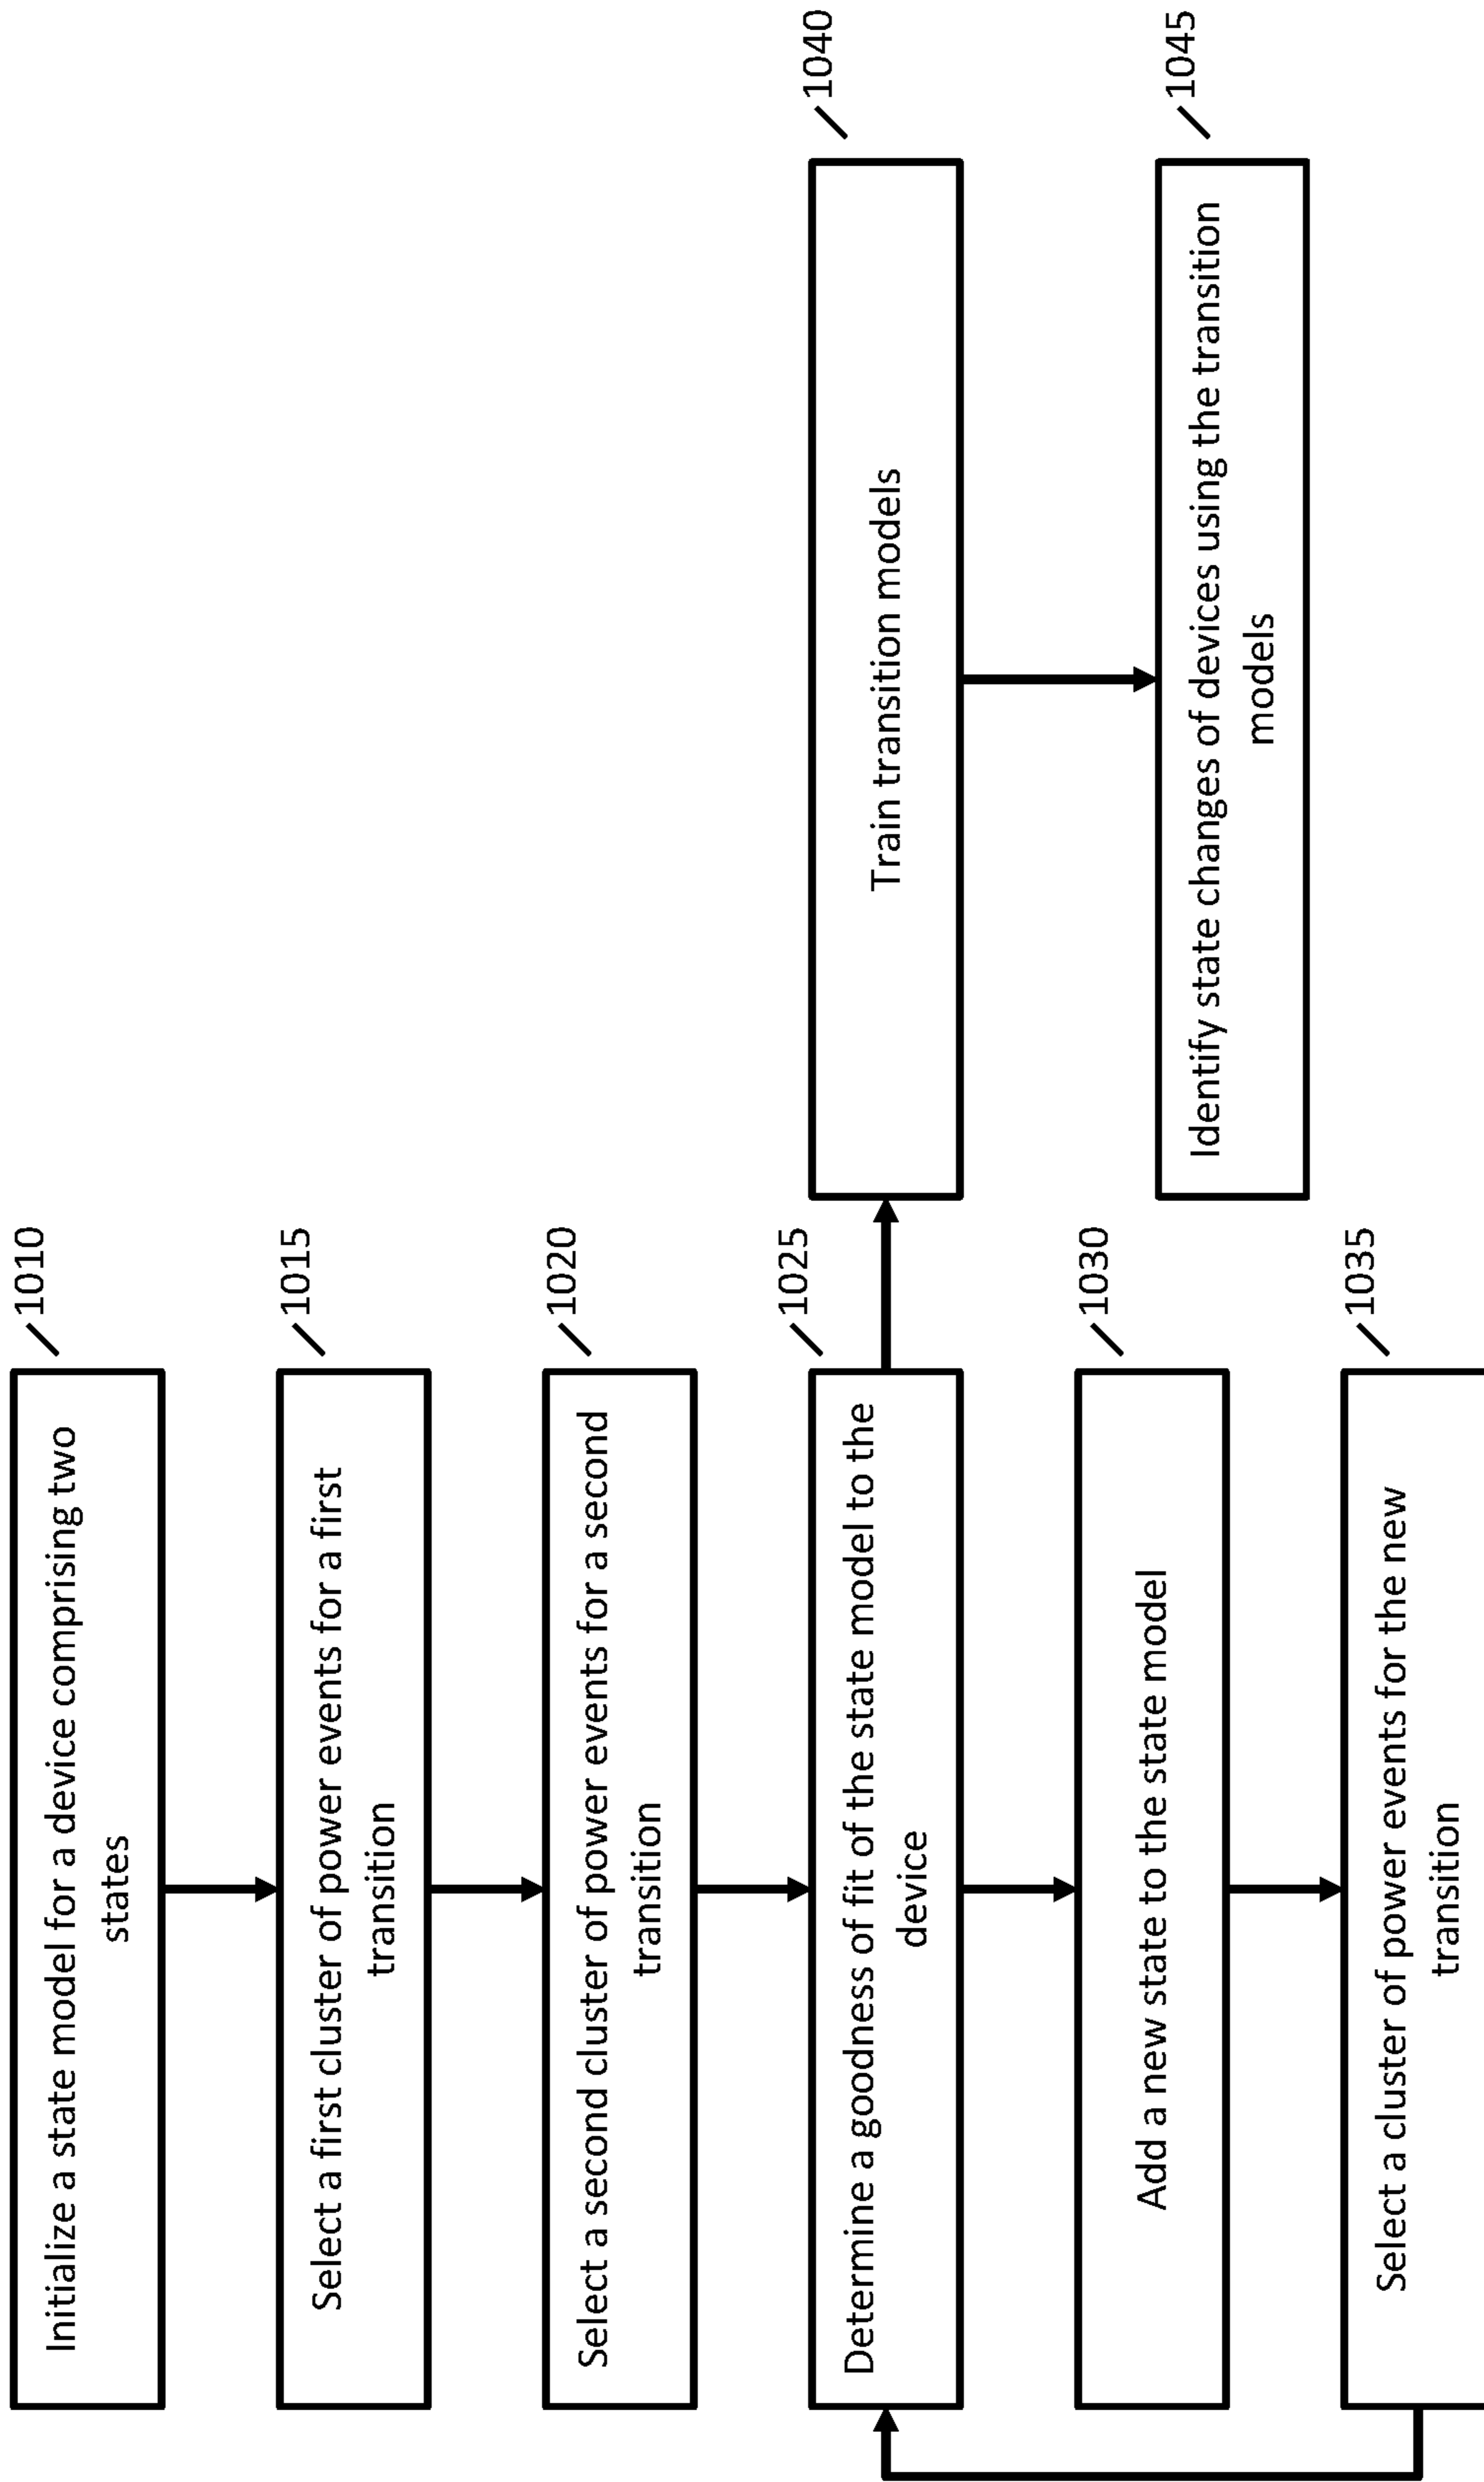 1010
Initialize a state model for a device comprising two
states
1015
Select a first cluster of power events for a first
transition
1020
Select a second cluster of power events for a second
transition
1025
Determine a goodness of fit of the state model to the
device
1030
Add a new state to the state model
1035
Select a cluster of power events for the new
transition
1040
Train transition models
1045
Identify state changes of devices using the transition
models